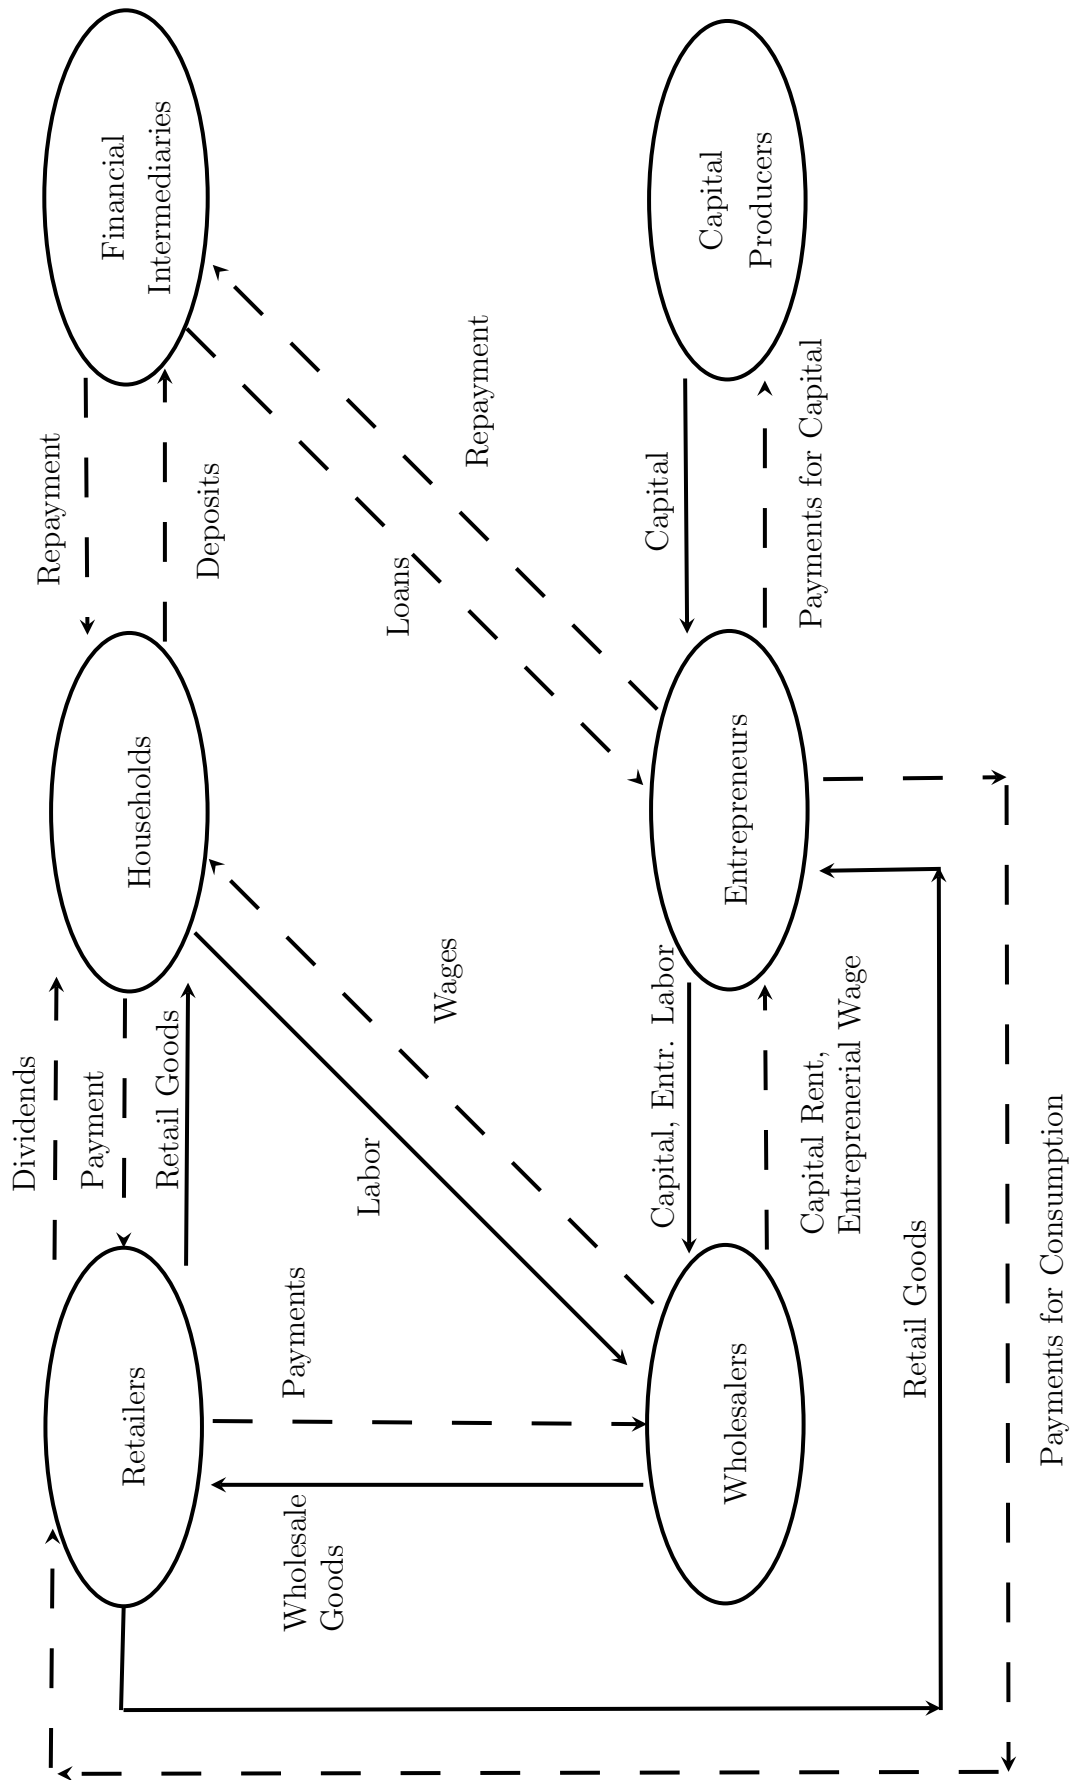 Dividends
Payment
Retail Goods
Retailers
Households
Repayment
Deposits
Financial
Intermediaries
Payments
Wholesale
Goods
Labor
Wages
Loans
Repayment
Wholesalers
Capital, Entr. Labor
Capital Rent,
Entreprenerial Wage
Entrepreneurs
Capital
Payments for Capital
Capital
Producers
Retail Goods
Payments for Consumption